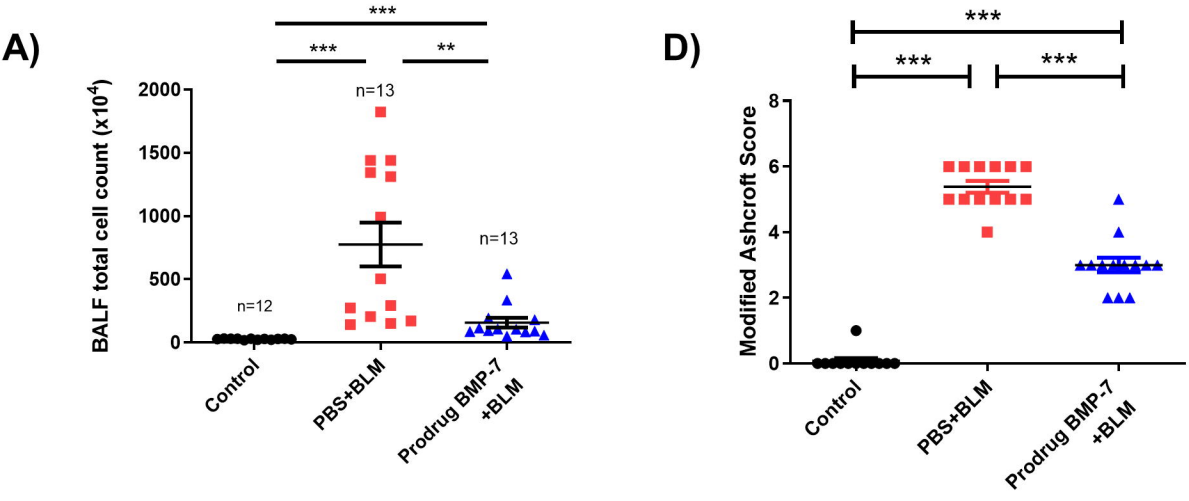 A)
***
***
**
BALF total cell count (x10⁴)
2000
1500
1000
500
0
n=12
n=13
n=13
Control
PBS+BLM
Prodrug BMP-7
+BLM
D)
***
***
***
Modified Ashcroft Score
8
6
4
2
0
Control
PBS+BLM
Prodrug BMP-7
+BLM